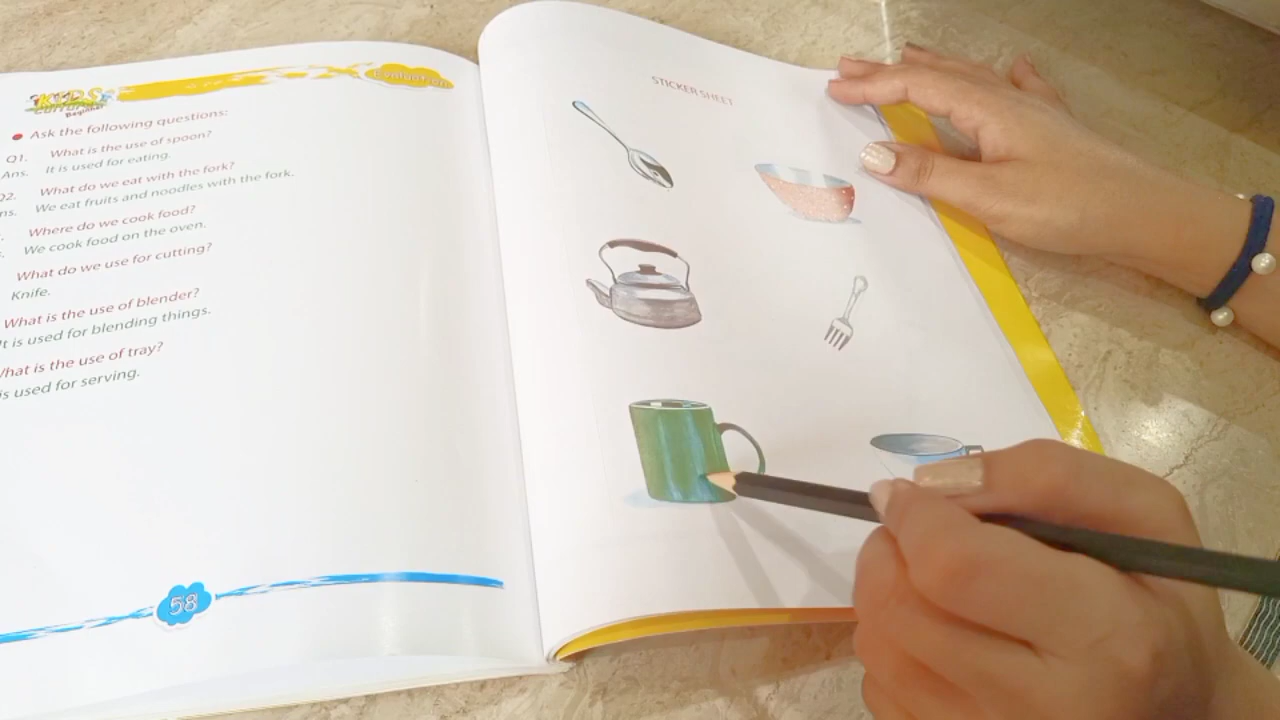 KIDS
Beginner
Evaluation
Ask the following questions:
Q1. What is the use of spoon?
Ans. It is used for eating.
Q2. What do we eat with the fork?
ns. We eat fruits and noodles with the fork.
Where do we cook food?
We cook food on the oven.
What do we use for cutting?
Knife.
What is the use of blender?
It is used for blending things.
What is the use of tray?
is used for serving.
58
STICKER SHEET